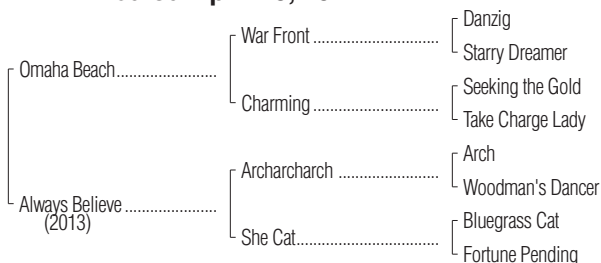 Danzig
War Front
Starry Dreamer
Omaha Beach
Seeking the Gold
Charming
Take Charge Lady
Arch
Archarcharch
Woodman's Dancer
Always Believe
(2013)
Bluegrass Cat
She Cat
Fortune Pending